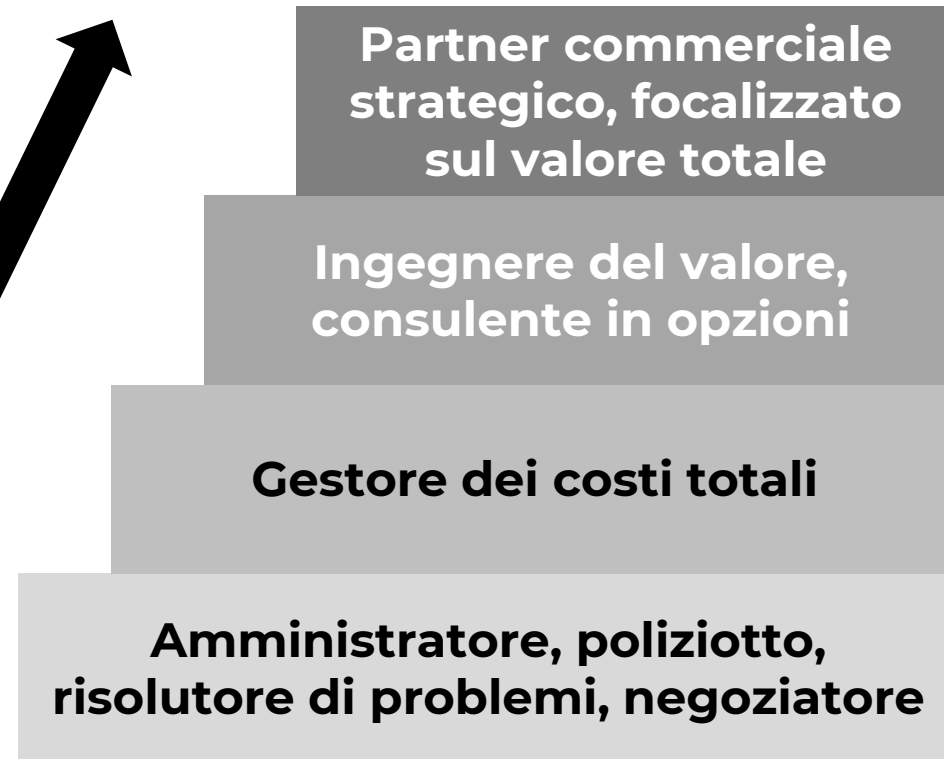 Partner commerciale
strategico, focalizzato
sul valore totale
Ingegnere del valore,
consulente in opzioni
Gestore dei costi totali
Amministratore, poliziotto,
risolutore di problemi, negoziatore